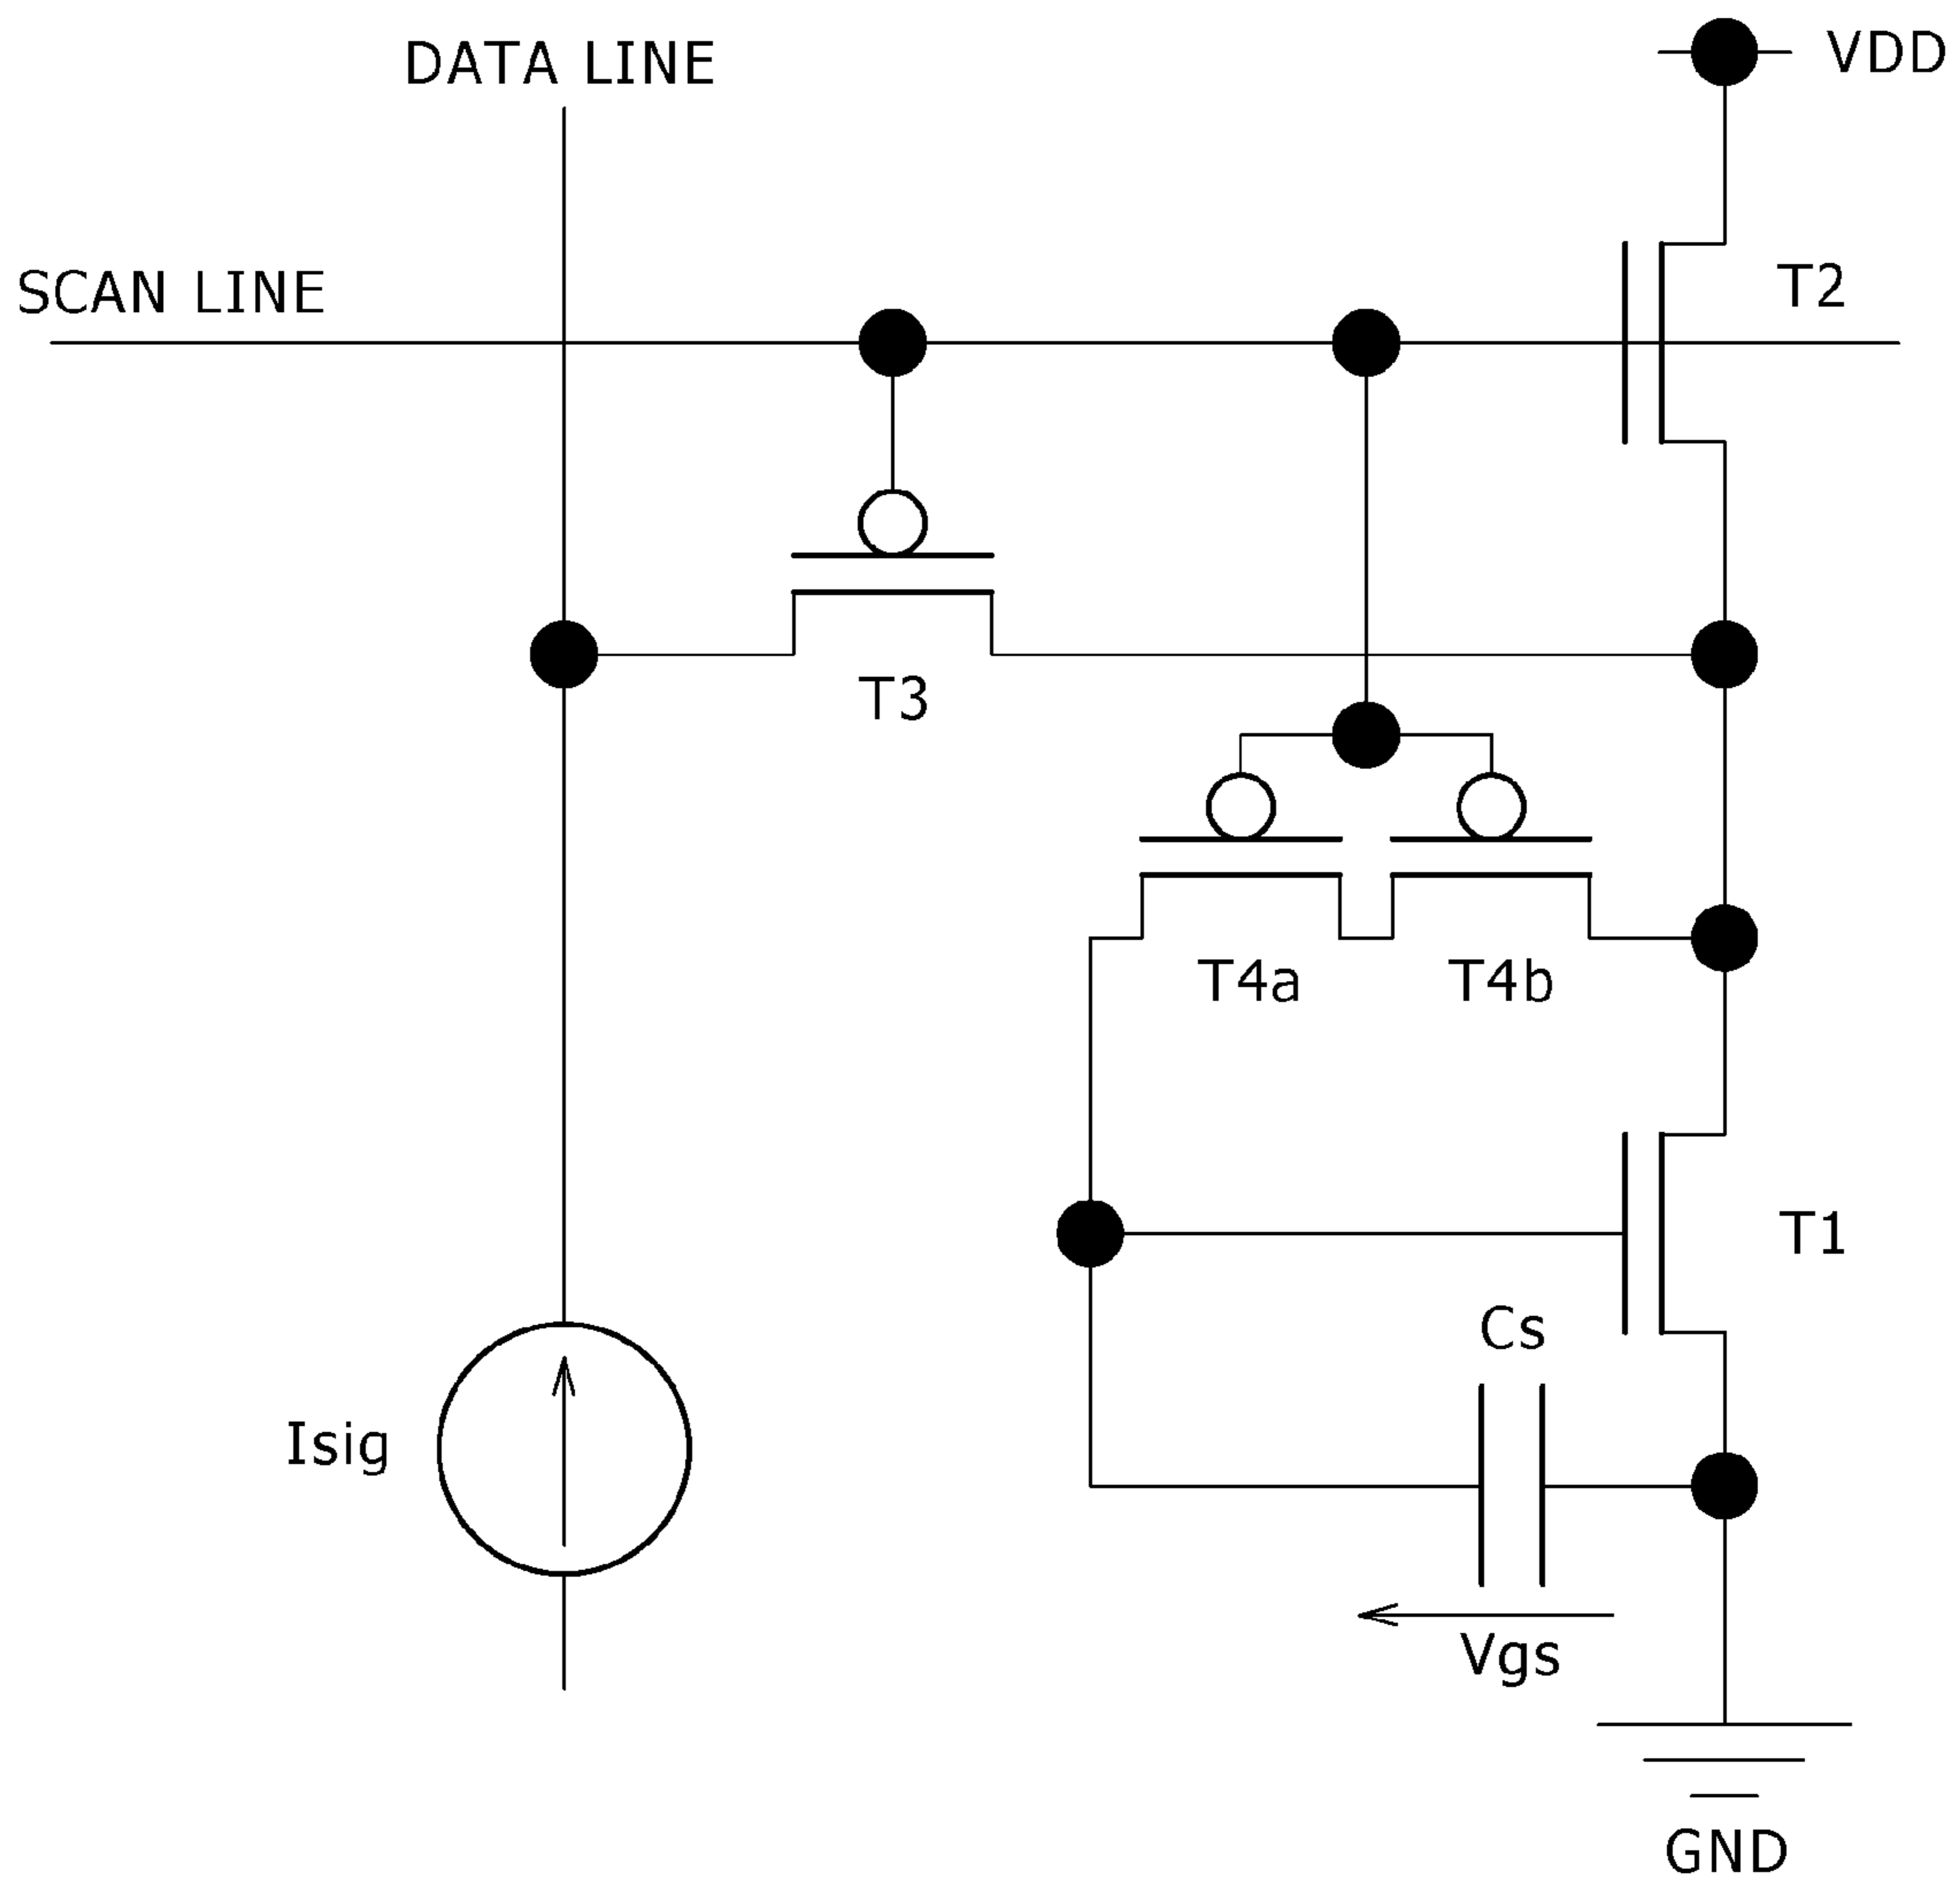 DATA LINE
VDD
SCAN LINE
T2
T3
T4a
T4b
T1
Cs
Isig
Vgs
GND